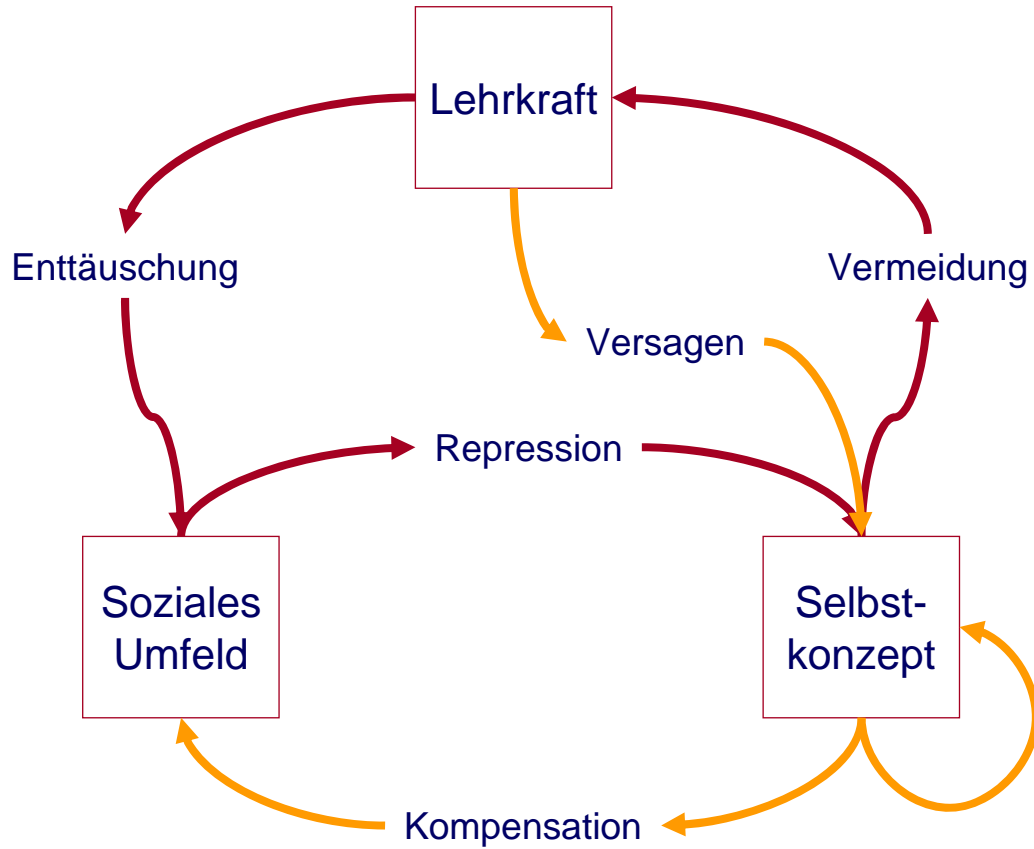 Lehrkraft
Enttäuschung
Vermeidung
Versagen
Repression
Soziales
Umfeld
Selbst-
konzept
Kompensation